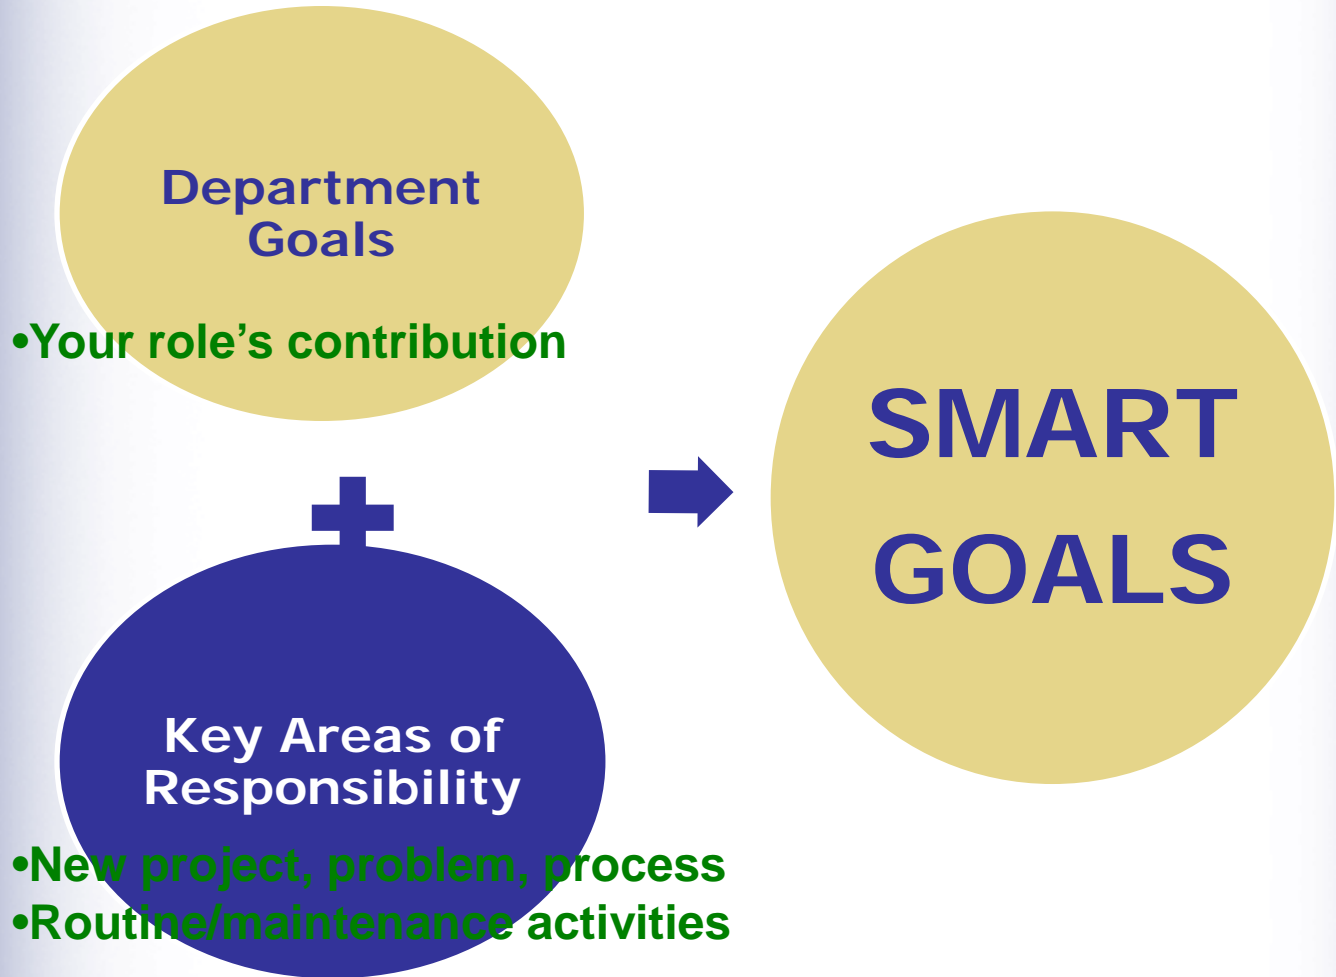 Department
Goals
•Your role’s contribution
SMART
GOALS
Key Areas of
Responsibility
•New project, problem, process
•Routine/maintenance activities